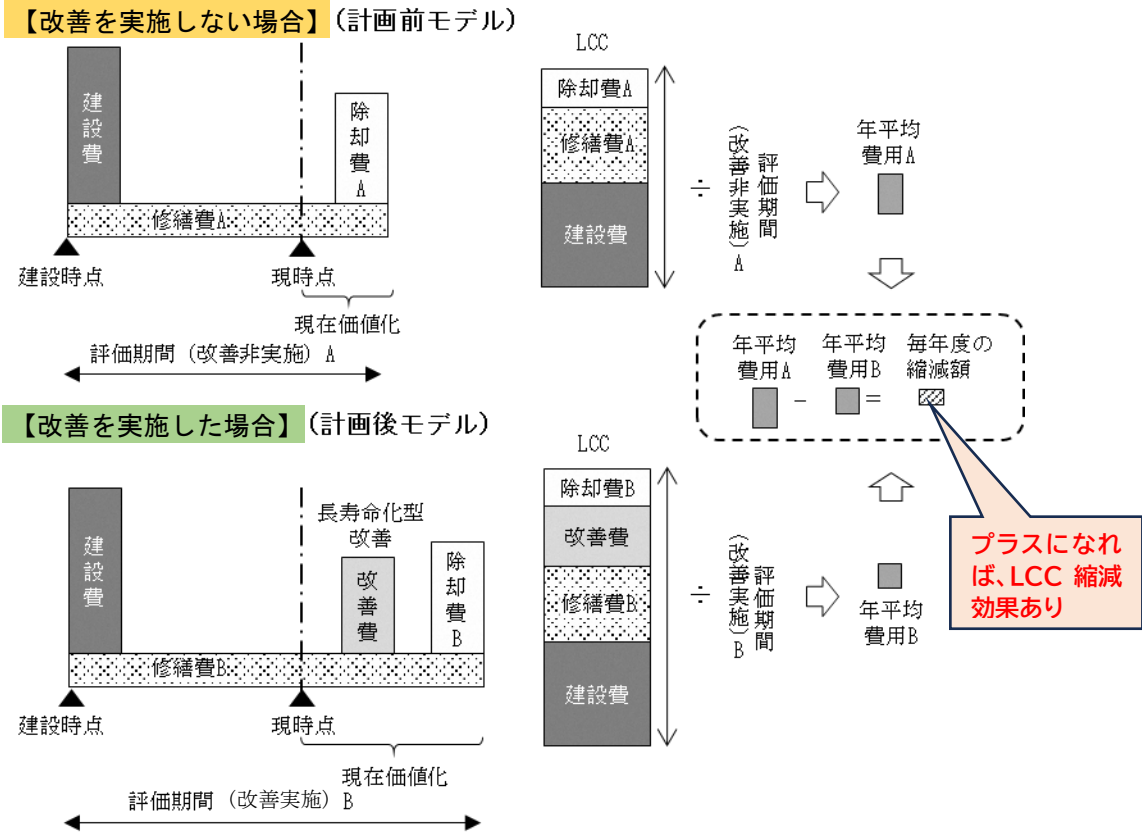 【改善を実施しない場合】(計画前モデル)
建設費
除却費A
修繕費A
建設時点
現時点
現在価値化
評価期間（改善非実施）A
LCC
除却費A
修繕費A
建設費
÷
評価期間
（改善非実施）A
年平均
費用A
年平均
費用A
－
年平均
費用B
＝
毎年度の
縮減額
【改善を実施した場合】(計画後モデル)
建設費
長寿命化型
改善
改善費
除却費B
修繕費B
建設時点
現時点
現在価値化
評価期間（改善実施）B
LCC
除却費B
改善費
修繕費B
建設費
÷
評価期間
（改善実施）B
年平均
費用B
プラスになれ
ば、LCC 縮減
効果あり